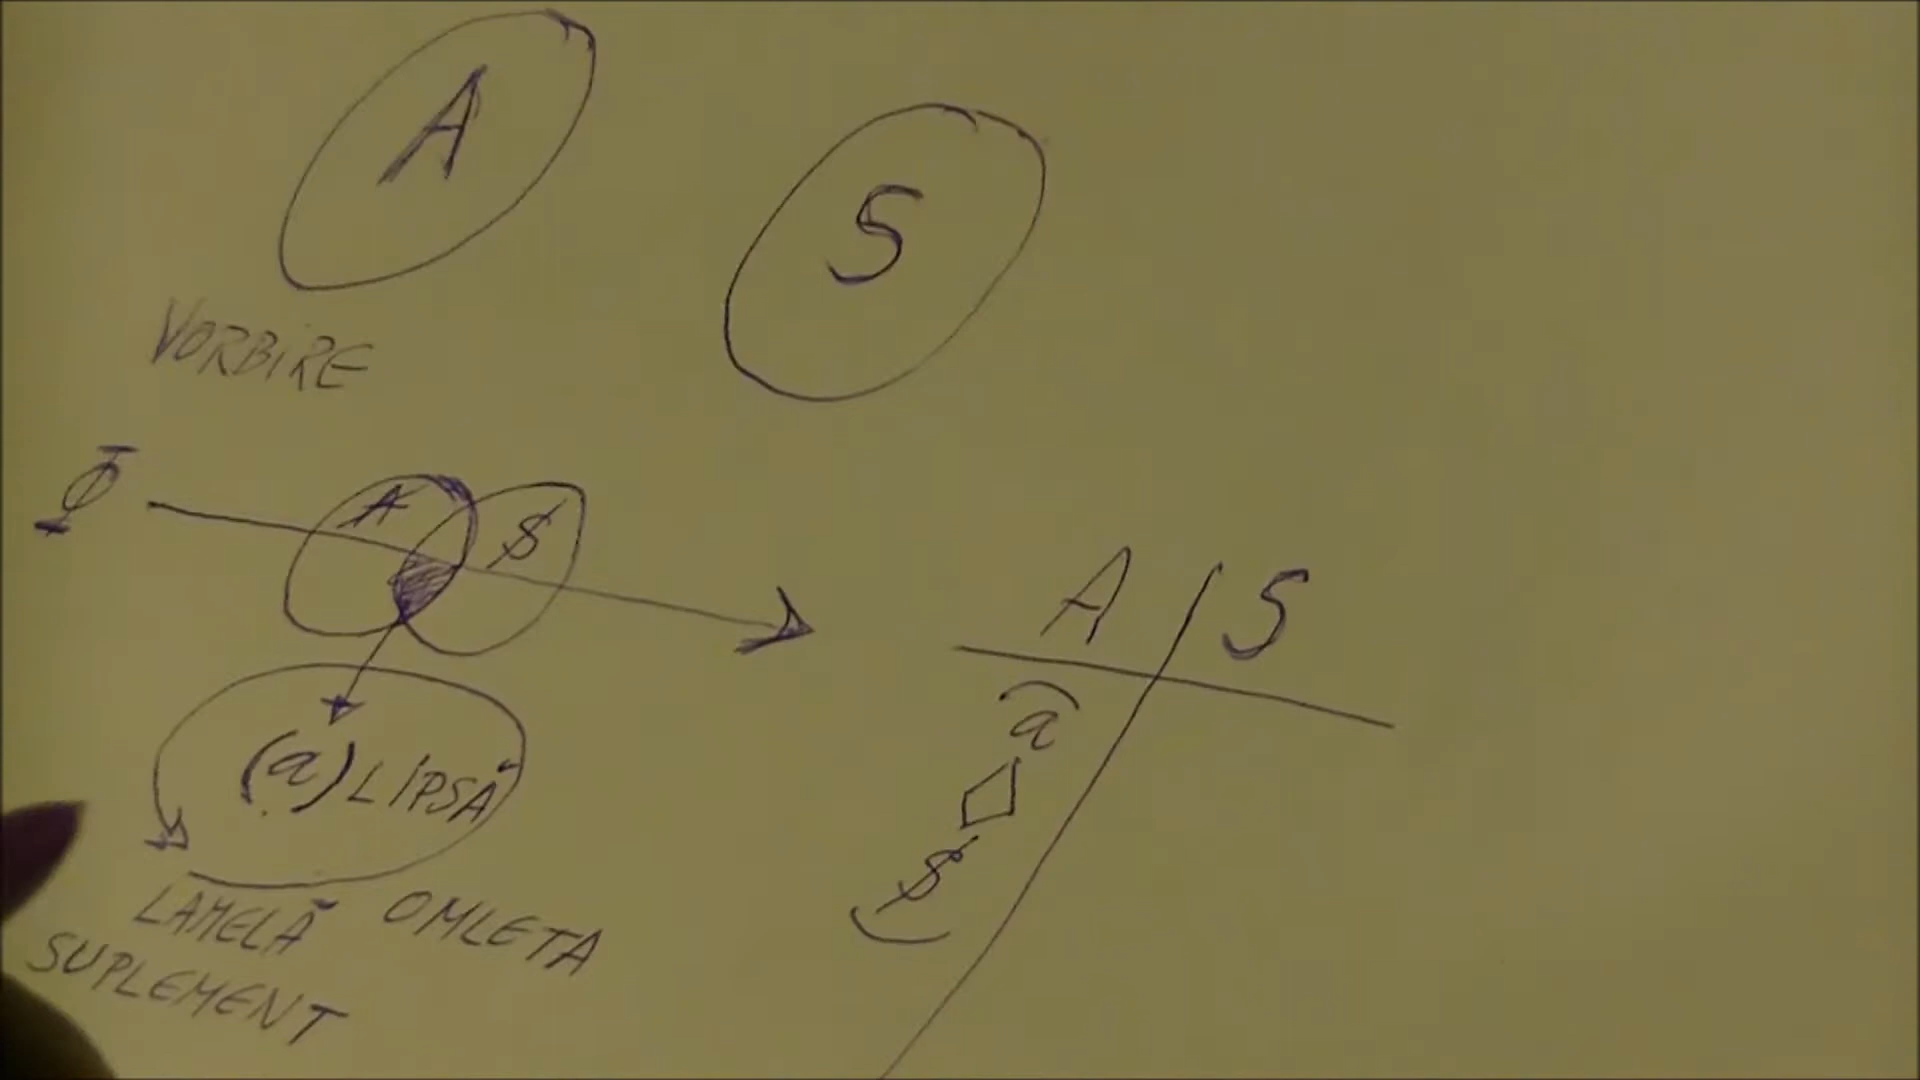 A
S
VORBIRE
Φ
A $
A S
(a) LIPSĂ
(a
◇
$)
LAMELĂ OMLETA
SUPLEMENT